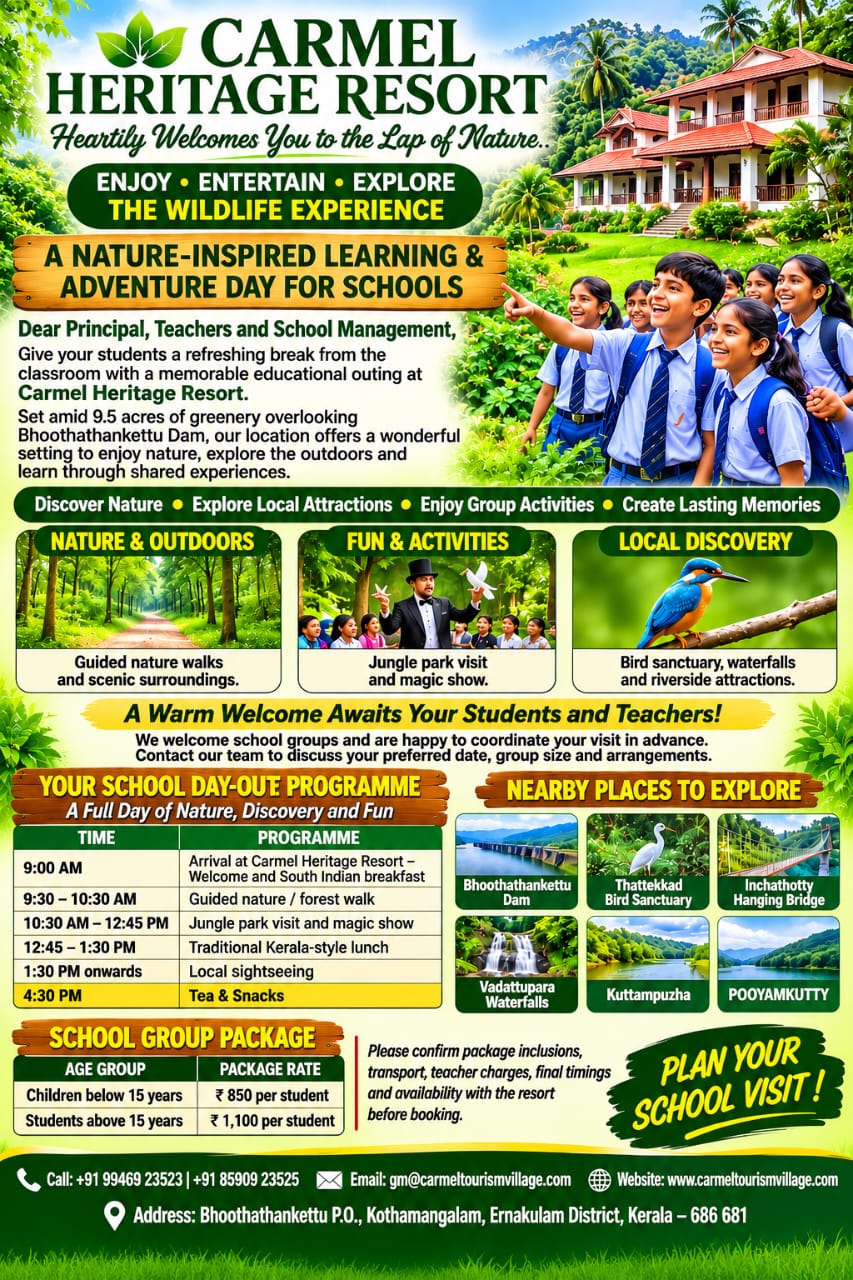 CARMEL
HERITAGE RESORT
Heartily Welcomes You to the Lap of Nature..
ENJOY • ENTERTAIN • EXPLORE
THE WILDLIFE EXPERIENCE
A NATURE-INSPIRED LEARNING &
ADVENTURE DAY FOR SCHOOLS
Dear Principal, Teachers and School Management,
Give your students a refreshing break from the
classroom with a memorable educational outing at
Carmel Heritage Resort.
Set amid 9.5 acres of greenery overlooking
Bhoothathankettu Dam, our location offers a wonderful
setting to enjoy nature, explore the outdoors and
learn through shared experiences.
Discover Nature • Explore Local Attractions • Enjoy Group Activities • Create Lasting Memories
NATURE & OUTDOORS
Guided nature walks
and scenic surroundings.
FUN & ACTIVITIES
Jungle park visit
and magic show.
LOCAL DISCOVERY
Bird sanctuary, waterfalls
and riverside attractions.
A Warm Welcome Awaits Your Students and Teachers!
We welcome school groups and are happy to coordinate your visit in advance.
Contact our team to discuss your preferred date, group size and arrangements.
YOUR SCHOOL DAY-OUT PROGRAMME
A Full Day of Nature, Discovery and Fun
TIME PROGRAMME
9:00 AM Arrival at Carmel Heritage Resort –
Welcome and South Indian breakfast
9:30 – 10:30 AM Guided nature / forest walk
10:30 AM – 12:45 PM Jungle park visit and magic show
12:45 – 1:30 PM Traditional Kerala-style lunch
1:30 PM onwards Local sightseeing
4:30 PM Tea & Snacks
NEARBY PLACES TO EXPLORE
Bhoothathankettu
Dam
Thattekkad
Bird Sanctuary
Inchathotty
Hanging Bridge
Vadattupara
Waterfalls
Kuttampuzha
POOYAMKUTTY
SCHOOL GROUP PACKAGE
AGE GROUP PACKAGE RATE
Children below 15 years ₹ 850 per student
Students above 15 years ₹ 1,100 per student
Please confirm package inclusions,
transport, teacher charges, final timings
and availability with the resort
before booking.
PLAN YOUR
SCHOOL VISIT !
Call: +91 99469 23523 | +91 85909 23525 Email: gm@carmeltourismvillage.com Website: www.carmeltourismvillage.com
Address: Bhoothathankettu P.O., Kothamangalam, Ernakulam District, Kerala – 686 681